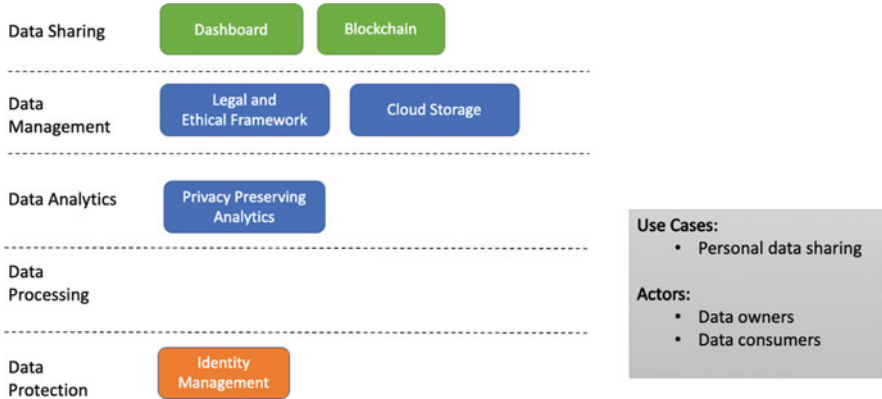 Data Sharing
Dashboard
Blockchain
Data
Management
Legal and
Ethical Framework
Cloud Storage
Data Analytics
Privacy Preserving
Analytics
Data
Processing
Data
Protection
Identity
Management
Use Cases:
• Personal data sharing
Actors:
• Data owners
• Data consumers